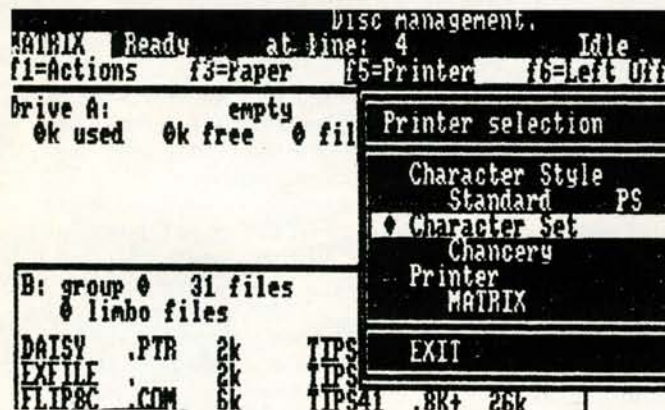 Disc management.
MATRIX Ready at line: 4 Idle
f1=Actions f3=Paper f5=Printer f6=Left Off
Drive A: empty
0k used 0k free 0 fil
Printer selection
Character Style
Standard PS
♦ Character Set
Chancery
Printer
MATRIX
EXIT
B: group 0 31 files
0 limbo files
DAISY .PTR 2k TIPS
EXFILE . 2k TIPS
FLIP8C .COM 6k TIPS41 .8K+ 26k